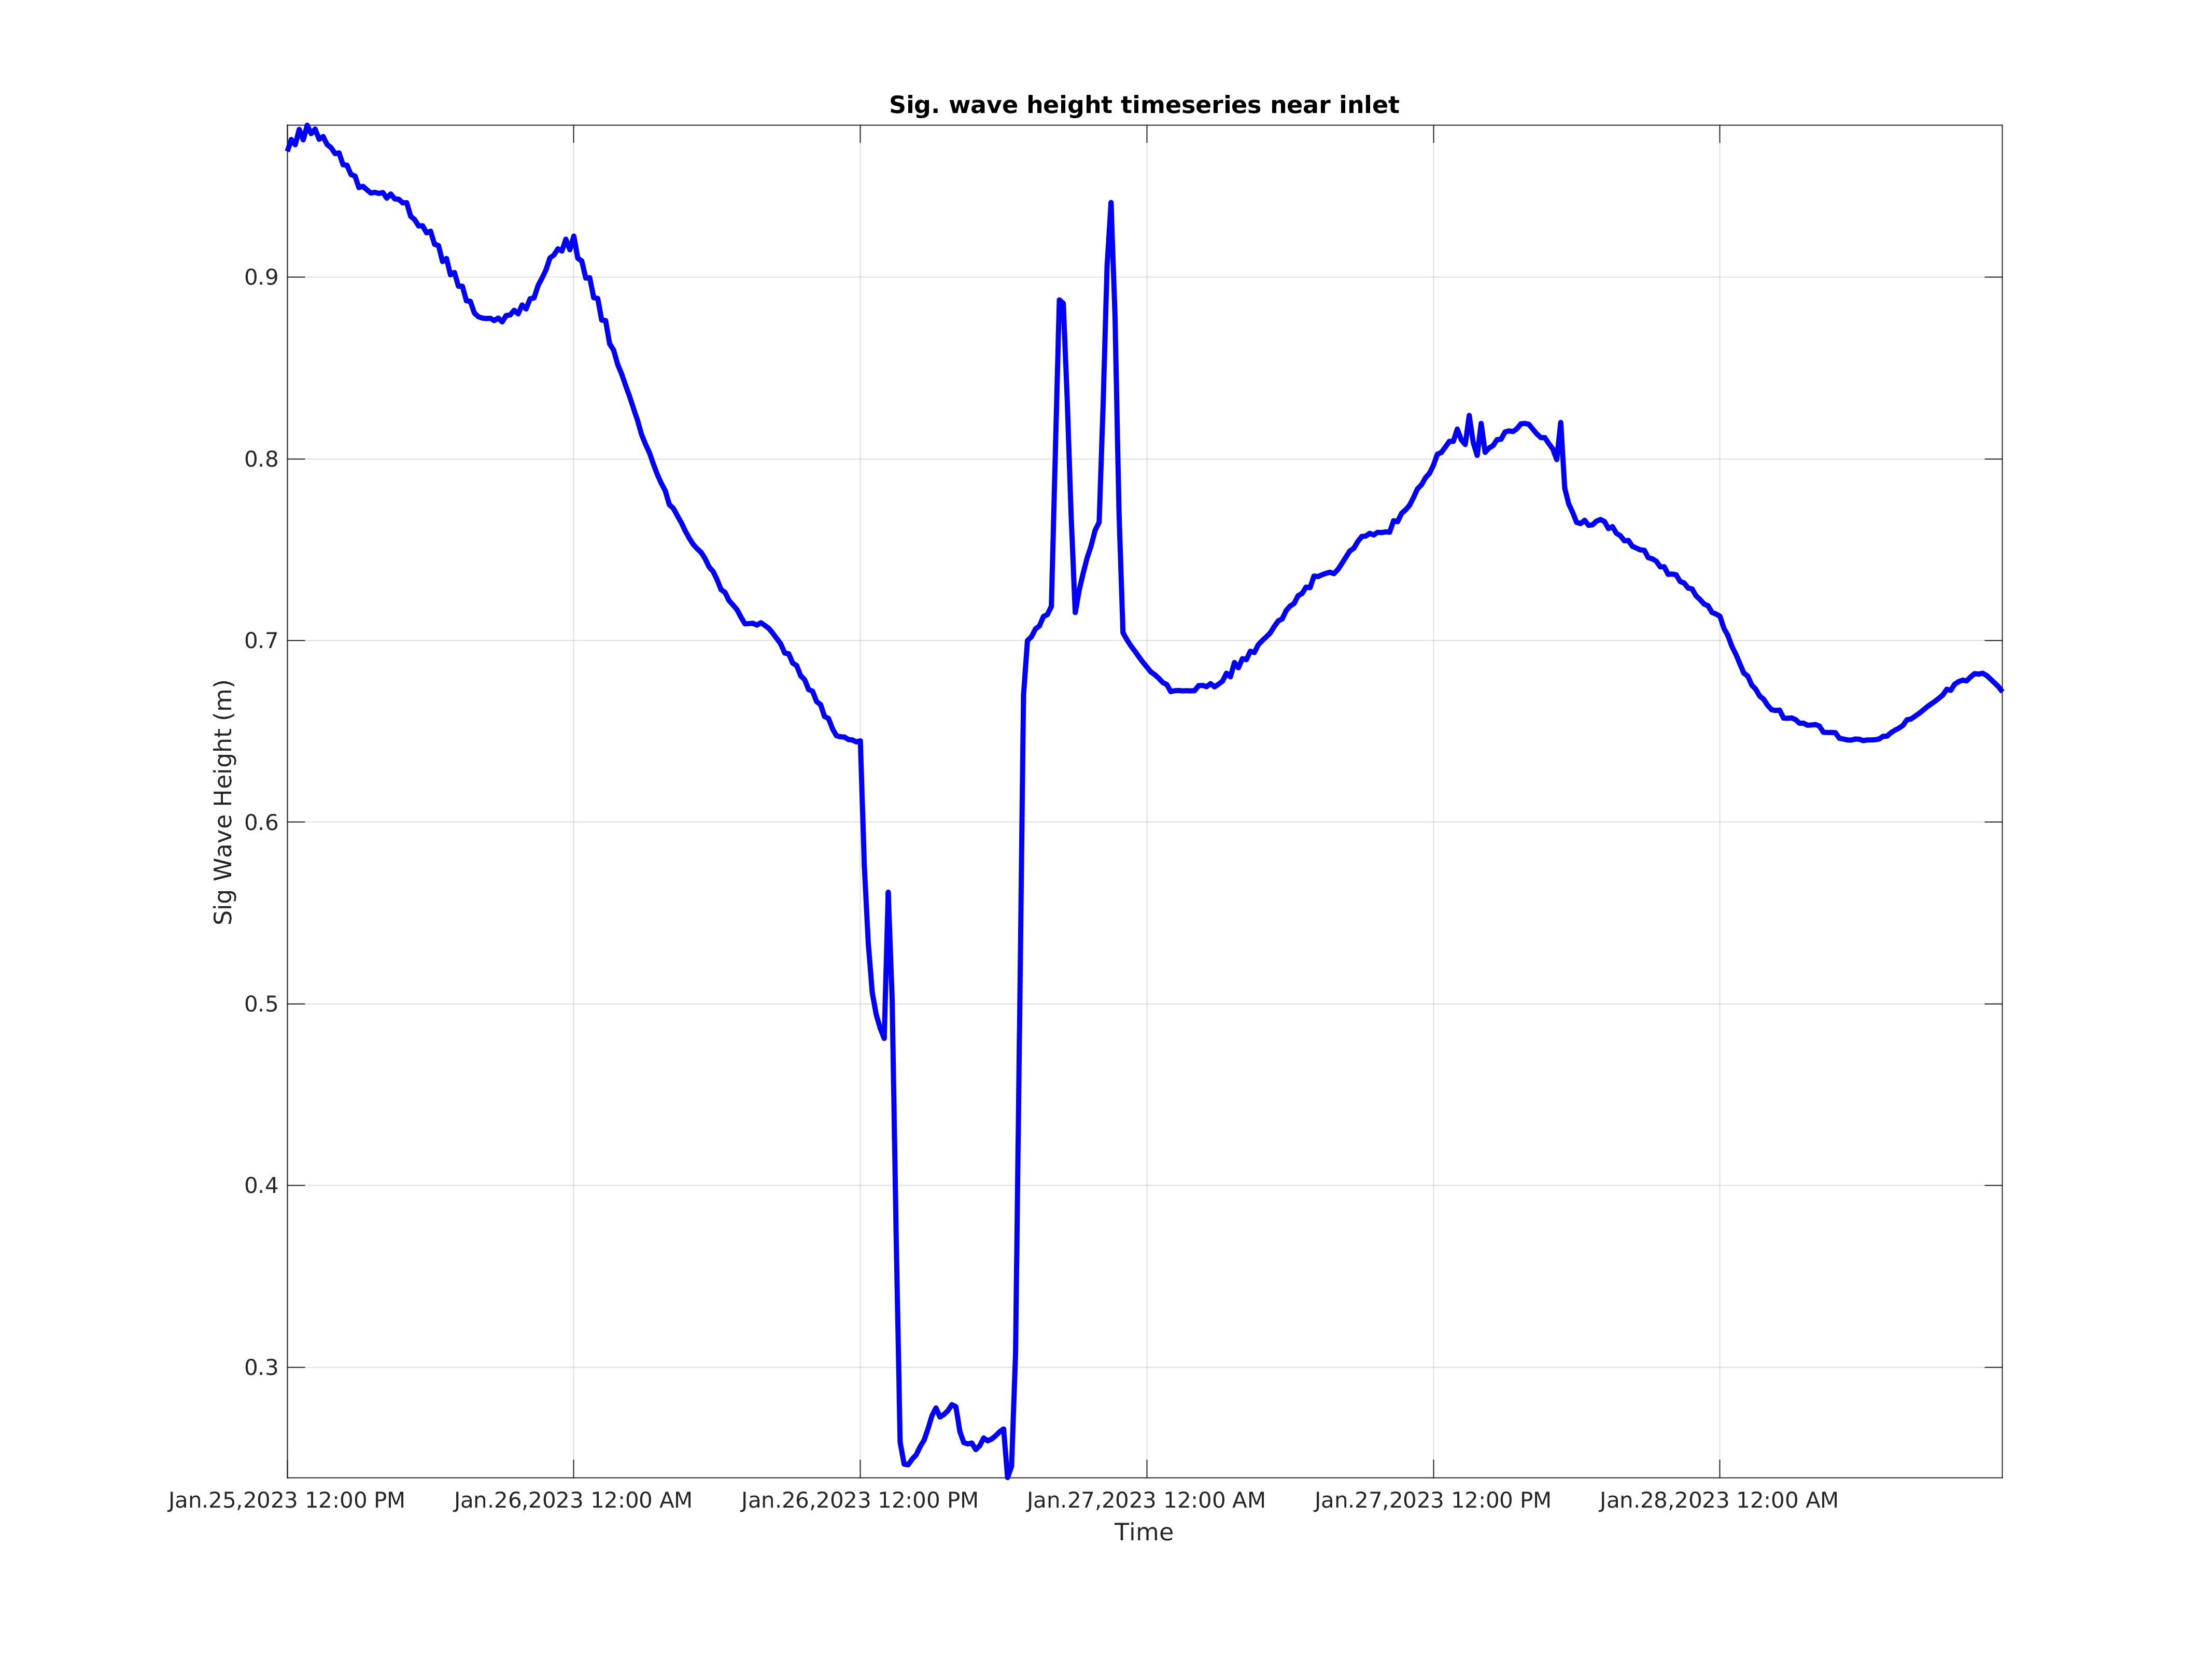 Sig. wave height timeseries near inlet
Sig Wave Height (m)
0.9
0.8
0.7
0.6
0.5
0.4
0.3
Jan.25,2023 12:00 PM
Jan.26,2023 12:00 AM
Jan.26,2023 12:00 PM
Jan.27,2023 12:00 AM
Jan.27,2023 12:00 PM
Jan.28,2023 12:00 AM
Time